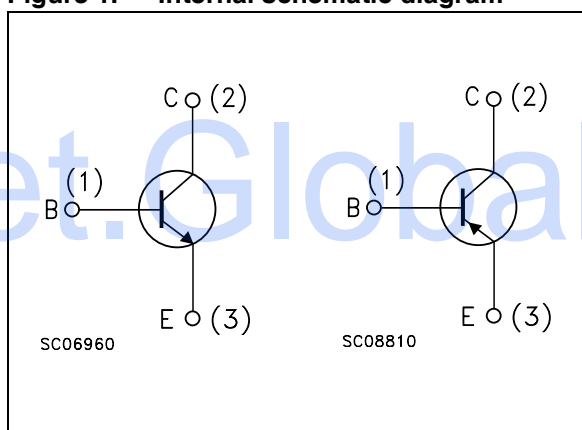 Figure 1. Internal schematic diagram
C (2) C (2)
et.Global
(1) (1)
B B
E (3) E (3)
SC06960 SC08810